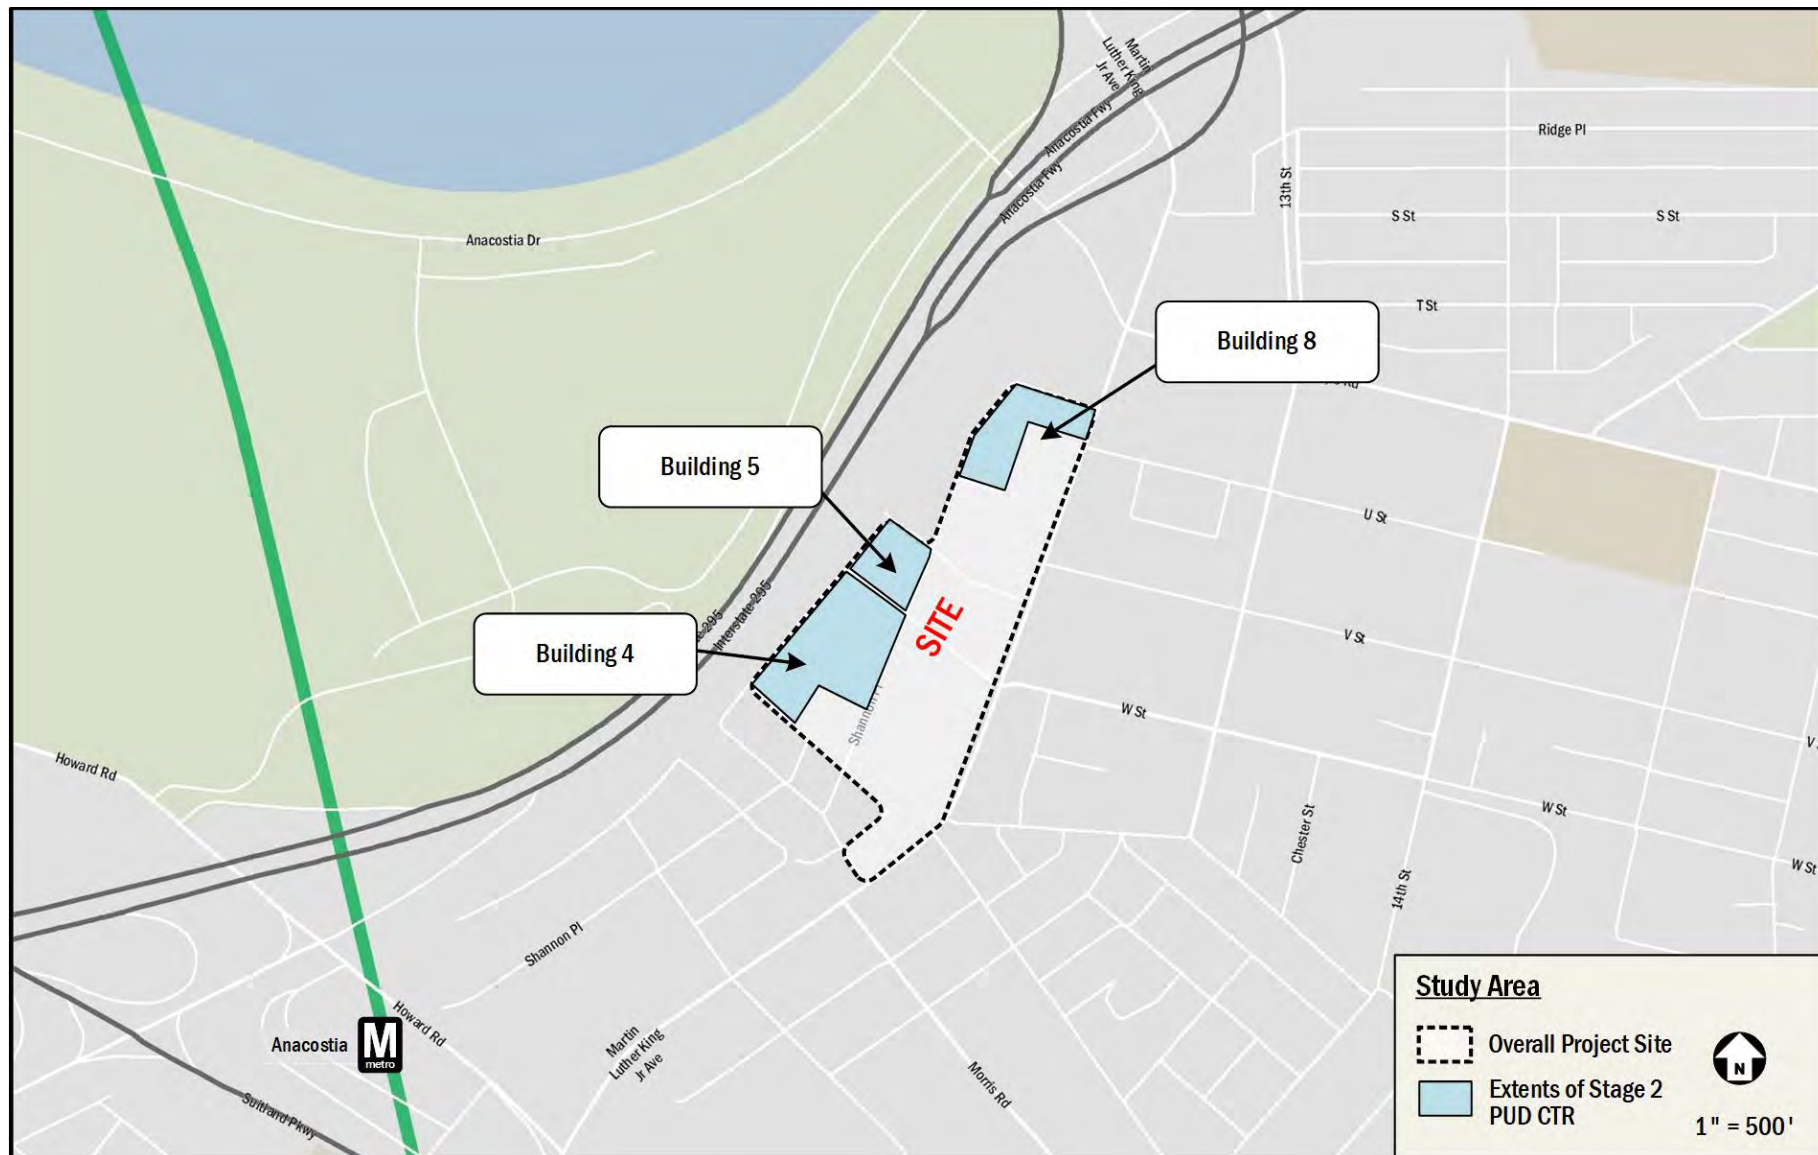 Martin
Luther King
Jr Ave
Anacostia Fwy
Anacostia Fwy
Ridge Pl
13th St
S St
S St
Anacostia Dr
T St
Building 8
Building 5
U St
Interstate 295
SITE
V St
Building 4
W St
Shannon
Howard Rd
W St
Chester St
W St
14th St
Shannon Pl
Howard Rd
Anacostia
M
metro
Martin
Luther King
Jr Ave
Morris Rd
Suitland Pkwy
Study Area
Overall Project Site
N
Extents of Stage 2
PUD CTR
1" = 500'